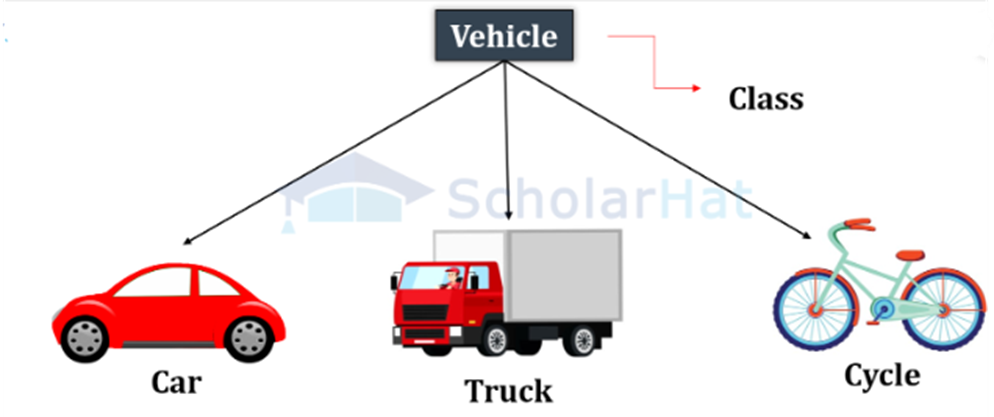 Vehicle
Class
ScholarHat
Car
Truck
Cycle